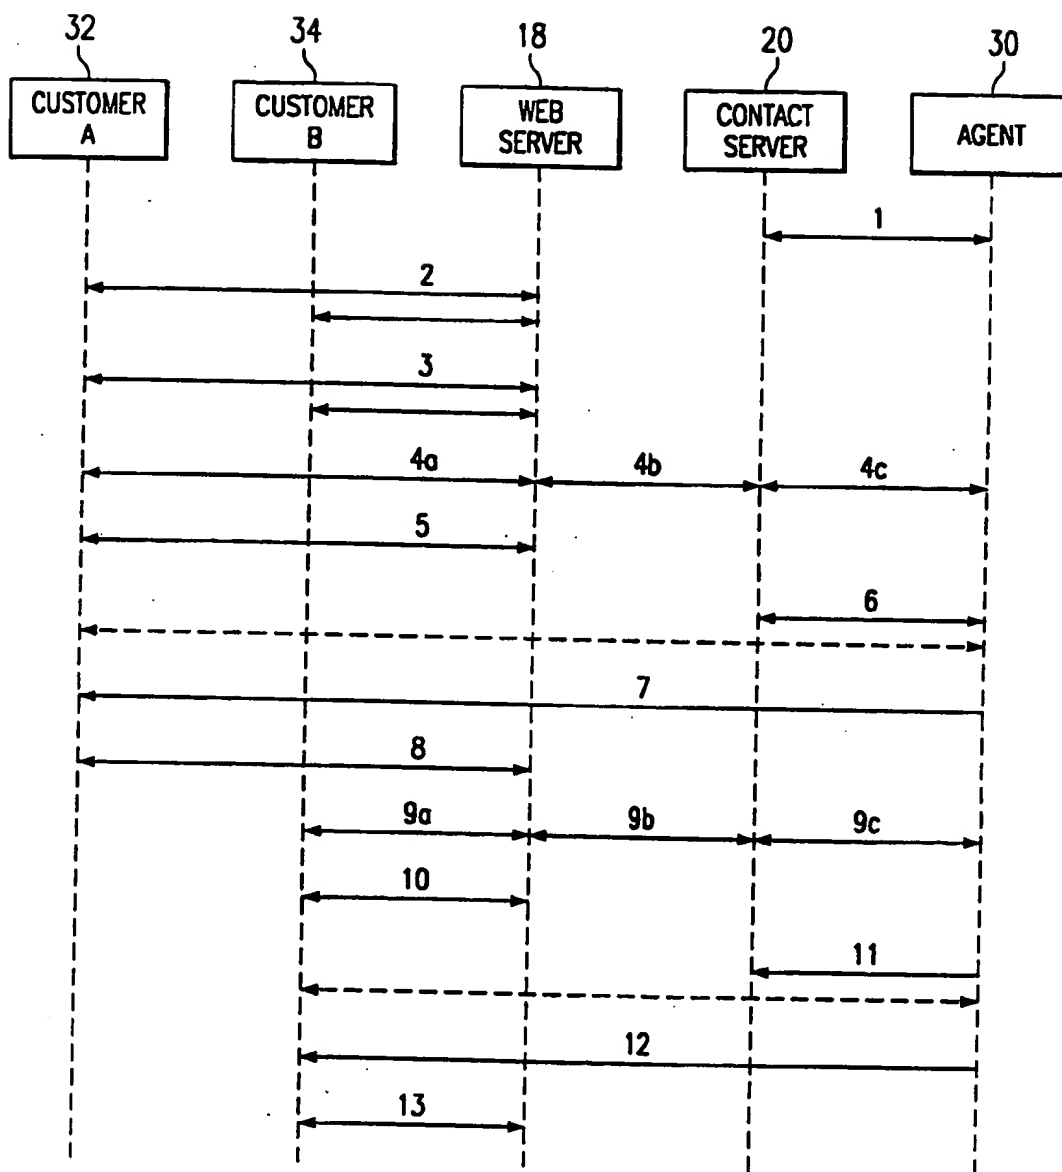 32
34
18
20
30
CUSTOMER
A
CUSTOMER
B
WEB
SERVER
CONTACT
SERVER
AGENT
1
2
3
4a
4b
4c
5
6
7
8
9a
9b
9c
10
11
12
13